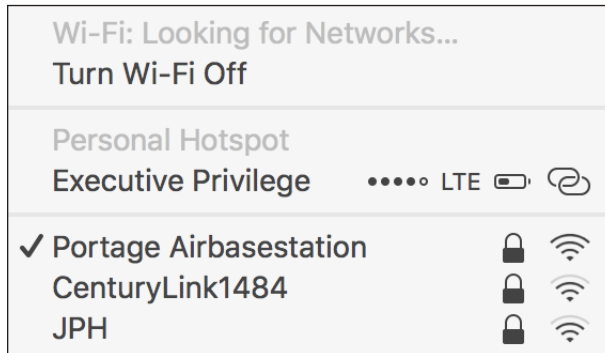 Wi-Fi: Looking for Networks...
Turn Wi-Fi Off
Personal Hotspot
Executive Privilege LTE
Portage Airbasestation
CenturyLink1484
JPH